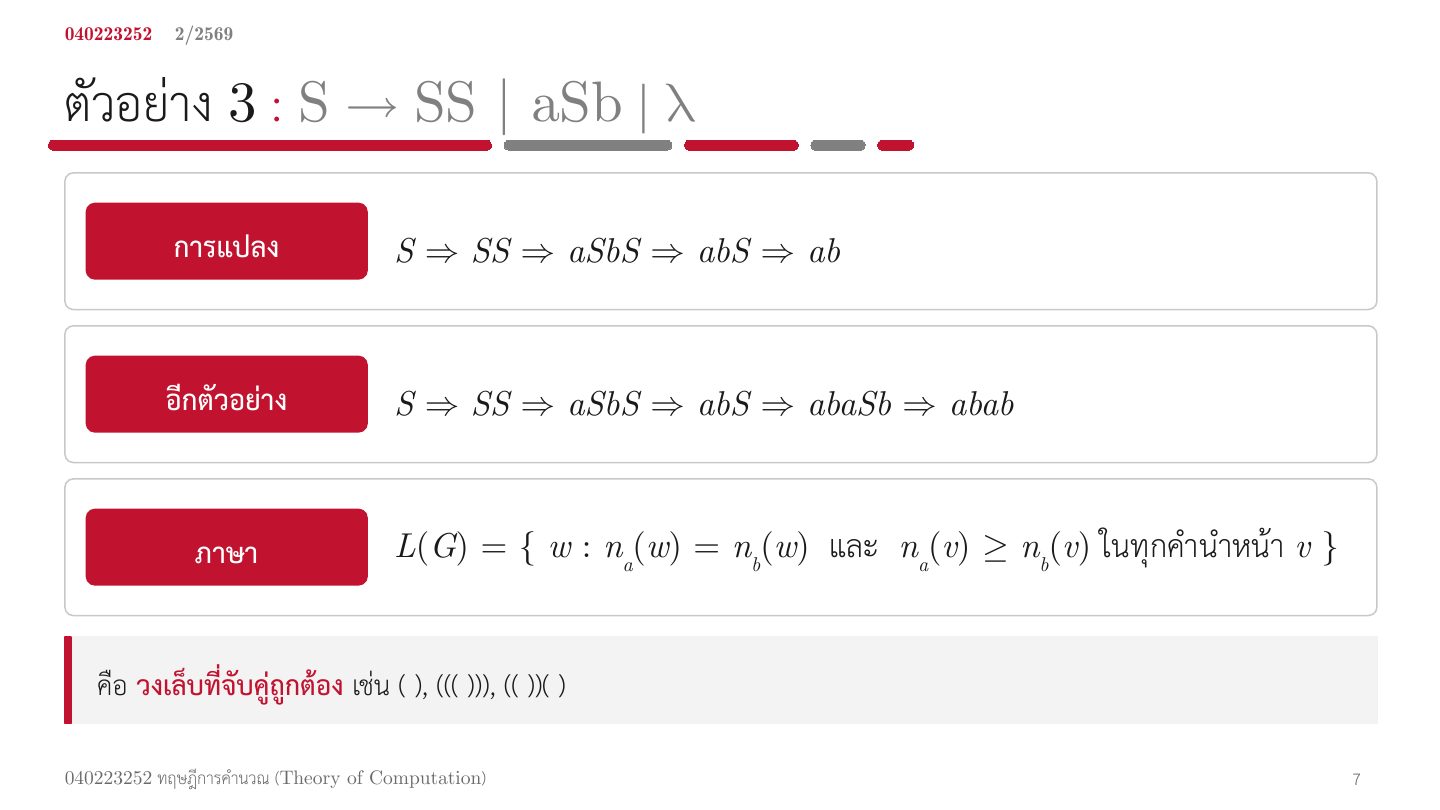 040223252 2/2569
ตัวอย่าง 3 : S → SS | aSb | λ
การแปลง
S ⇒ SS ⇒ aSbS ⇒ abS ⇒ ab
อีกตัวอย่าง
S ⇒ SS ⇒ aSbS ⇒ abS ⇒ abaSb ⇒ abab
ภาษา
L(G) = { w : nₐ(w) = n_b(w) และ nₐ(v) ≥ n_b(v) ในทุกคำนำหน้า v }
คือ วงเล็บที่จับคู่ถูกต้อง เช่น ( ), ((( ))), (( ))( )
040223252 ทฤษฎีการคำนวณ (Theory of Computation)
7